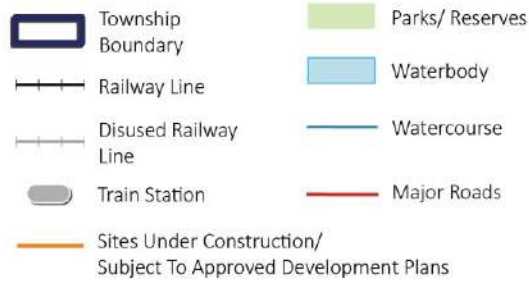 Township
Boundary
Railway Line
Disused Railway
Line
Train Station
Sites Under Construction/
Subject To Approved Development Plans
Parks/ Reserves
Waterbody
Watercourse
Major Roads